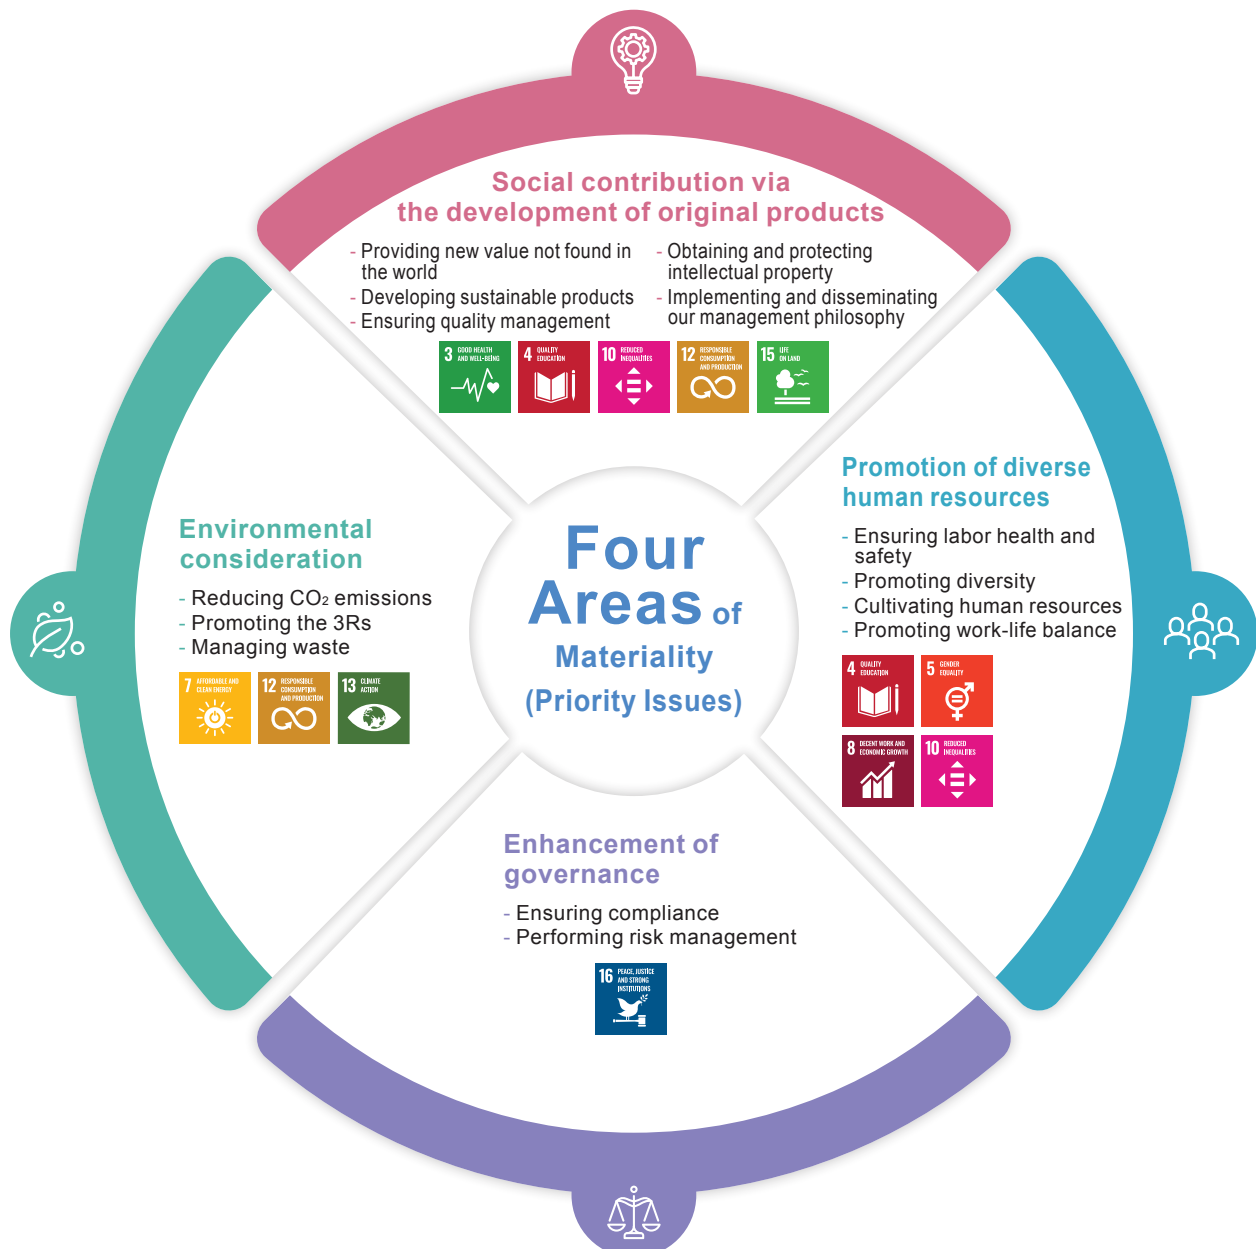 Social contribution via
the development of original products
- Providing new value not found in
the world
- Developing sustainable products
- Ensuring quality management
- Obtaining and protecting
intellectual property
- Implementing and disseminating
our management philosophy
3 GOOD HEALTH
AND WELL-BEING
4 QUALITY
EDUCATION
10 REDUCED
INEQUALITIES
12 RESPONSIBLE
CONSUMPTION
AND PRODUCTION
15 LIFE
ON LAND
Promotion of diverse
human resources
- Ensuring labor health and
safety
- Promoting diversity
- Cultivating human resources
- Promoting work-life balance
4 QUALITY
EDUCATION
5 GENDER
EQUALITY
8 DECENT WORK AND
ECONOMIC GROWTH
10 REDUCED
INEQUALITIES
Environmental
consideration
- Reducing CO₂ emissions
- Promoting the 3Rs
- Managing waste
7 AFFORDABLE AND
CLEAN ENERGY
12 RESPONSIBLE
CONSUMPTION
AND PRODUCTION
13 CLIMATE
ACTION
Four
Areas of
Materiality
(Priority Issues)
Enhancement of
governance
- Ensuring compliance
- Performing risk management
16 PEACE, JUSTICE
AND STRONG
INSTITUTIONS